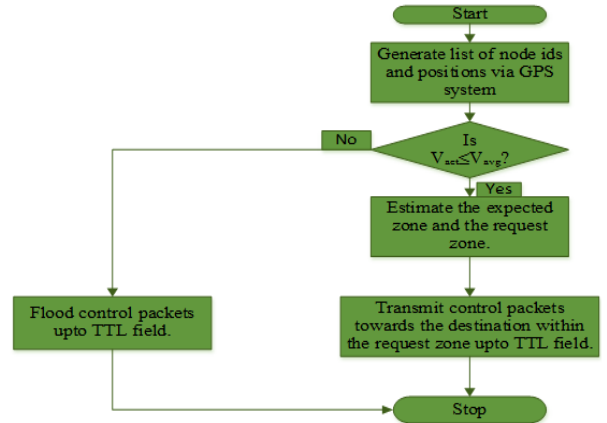 Start
Generate list of node ids
and positions via GPS
system
Is
No
V_act≤V_avg?
Yes
Estimate the expected
zone and the request
zone.
Flood control packets
upto TTL field.
Transmit control packets
towards the destination within
the request zone upto TTL field.
Stop